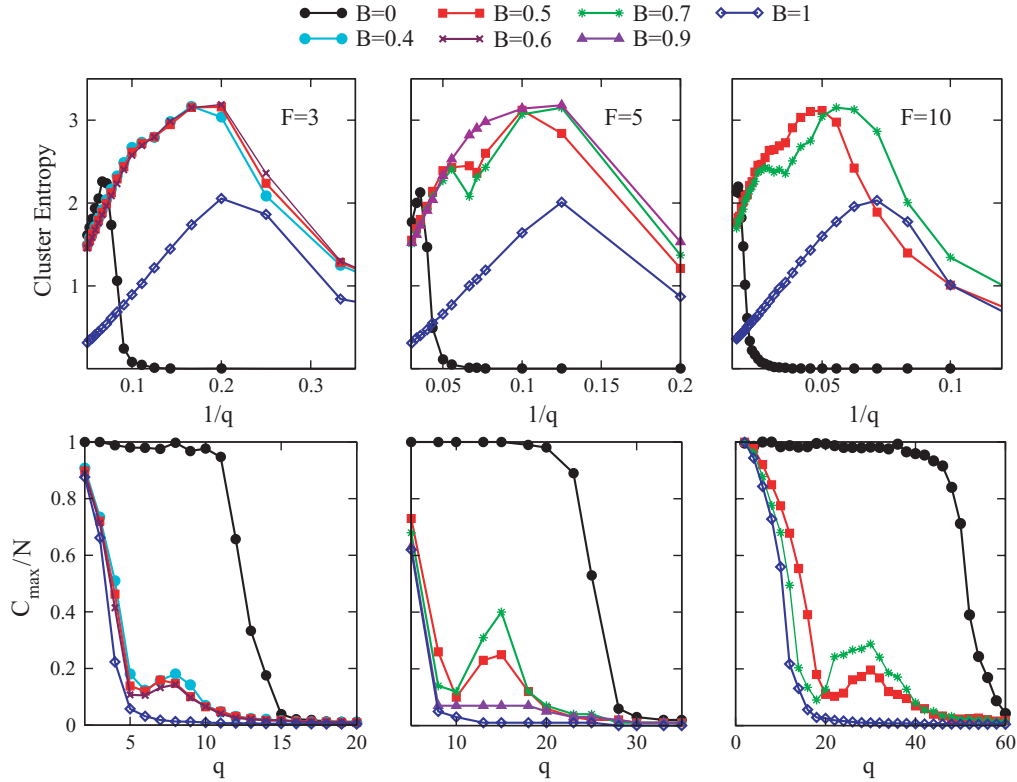 B=0 B=0.5 B=0.7 B=1
B=0.4 B=0.6 B=0.9
Cluster Entropy
3
2
1
F=3
0.1 0.2 0.3
1/q
F=5
0.05 0.1 0.15 0.2
1/q
F=10
0.05 0.1
1/q
C_max/N
1
0.8
0.6
0.4
0.2
0
5 10 15 20
q
10 20 30
q
0 20 40 60
q